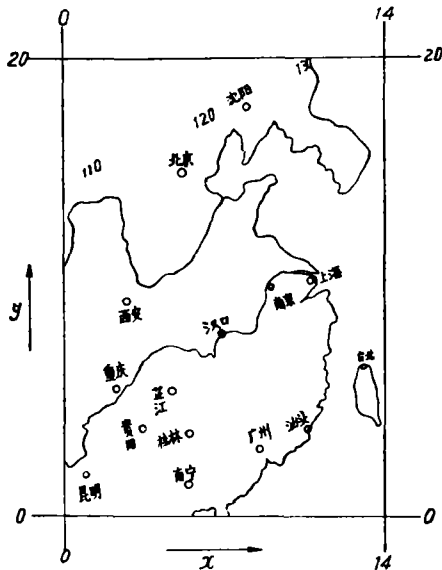 0
14
20
20
130
沈阳
120
北京
110
上海
南京
西安
汉口
y
台北
重庆
芷江
贵阳
桂林
广州
汕头
南宁
昆明
0
0
0
14
x